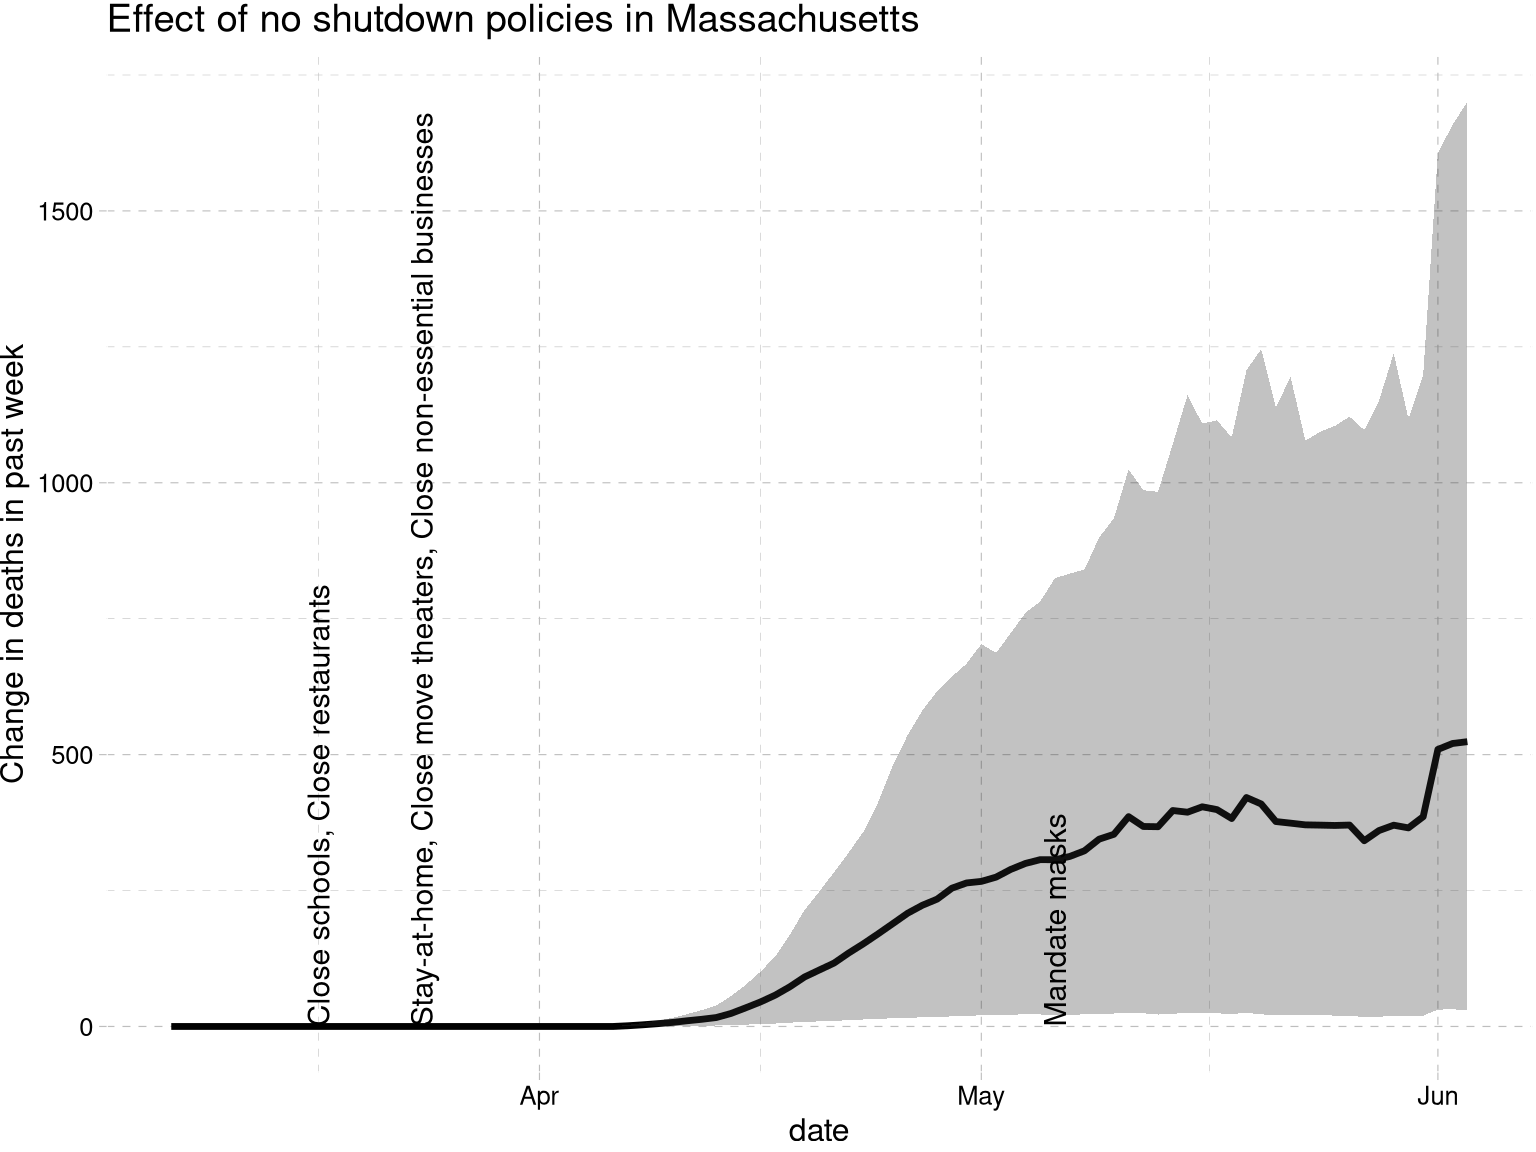 Effect of no shutdown policies in Massachusetts
Change in deaths in past week
1500
1000
500
0
Close schools, Close restaurants
Stay-at-home, Close move theaters, Close non-essential businesses
Mandate masks
Apr
May
Jun
date